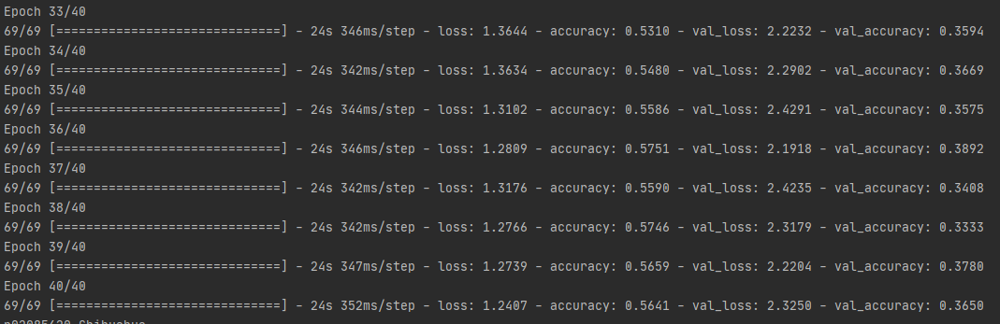 Epoch 33/40
69/69 [==============================] - 24s 346ms/step - loss: 1.3644 - accuracy: 0.5310 - val_loss: 2.2232 - val_accuracy: 0.3594
Epoch 34/40
69/69 [==============================] - 24s 342ms/step - loss: 1.3634 - accuracy: 0.5480 - val_loss: 2.2902 - val_accuracy: 0.3669
Epoch 35/40
69/69 [==============================] - 24s 344ms/step - loss: 1.3102 - accuracy: 0.5586 - val_loss: 2.4291 - val_accuracy: 0.3575
Epoch 36/40
69/69 [==============================] - 24s 346ms/step - loss: 1.2809 - accuracy: 0.5751 - val_loss: 2.1918 - val_accuracy: 0.3892
Epoch 37/40
69/69 [==============================] - 24s 342ms/step - loss: 1.3176 - accuracy: 0.5590 - val_loss: 2.4235 - val_accuracy: 0.3408
Epoch 38/40
69/69 [==============================] - 24s 342ms/step - loss: 1.2766 - accuracy: 0.5746 - val_loss: 2.3179 - val_accuracy: 0.3333
Epoch 39/40
69/69 [==============================] - 24s 347ms/step - loss: 1.2739 - accuracy: 0.5659 - val_loss: 2.2204 - val_accuracy: 0.3780
Epoch 40/40
69/69 [==============================] - 24s 352ms/step - loss: 1.2407 - accuracy: 0.5641 - val_loss: 2.3250 - val_accuracy: 0.3650